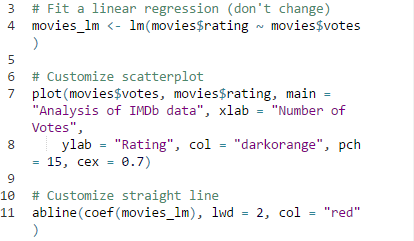 3 # Fit a linear regression (don't change)
4 movies_lm <- lm(movies$rating ~ movies$votes
)
5
6 # Customize scatterplot
7 plot(movies$votes, movies$rating, main =
"Analysis of IMDb data", xlab = "Number of
Votes",
8 ylab = "Rating", col = "darkorange", pch
= 15, cex = 0.7)
9
10 # Customize straight line
11 abline(coef(movies_lm), lwd = 2, col = "red"
)